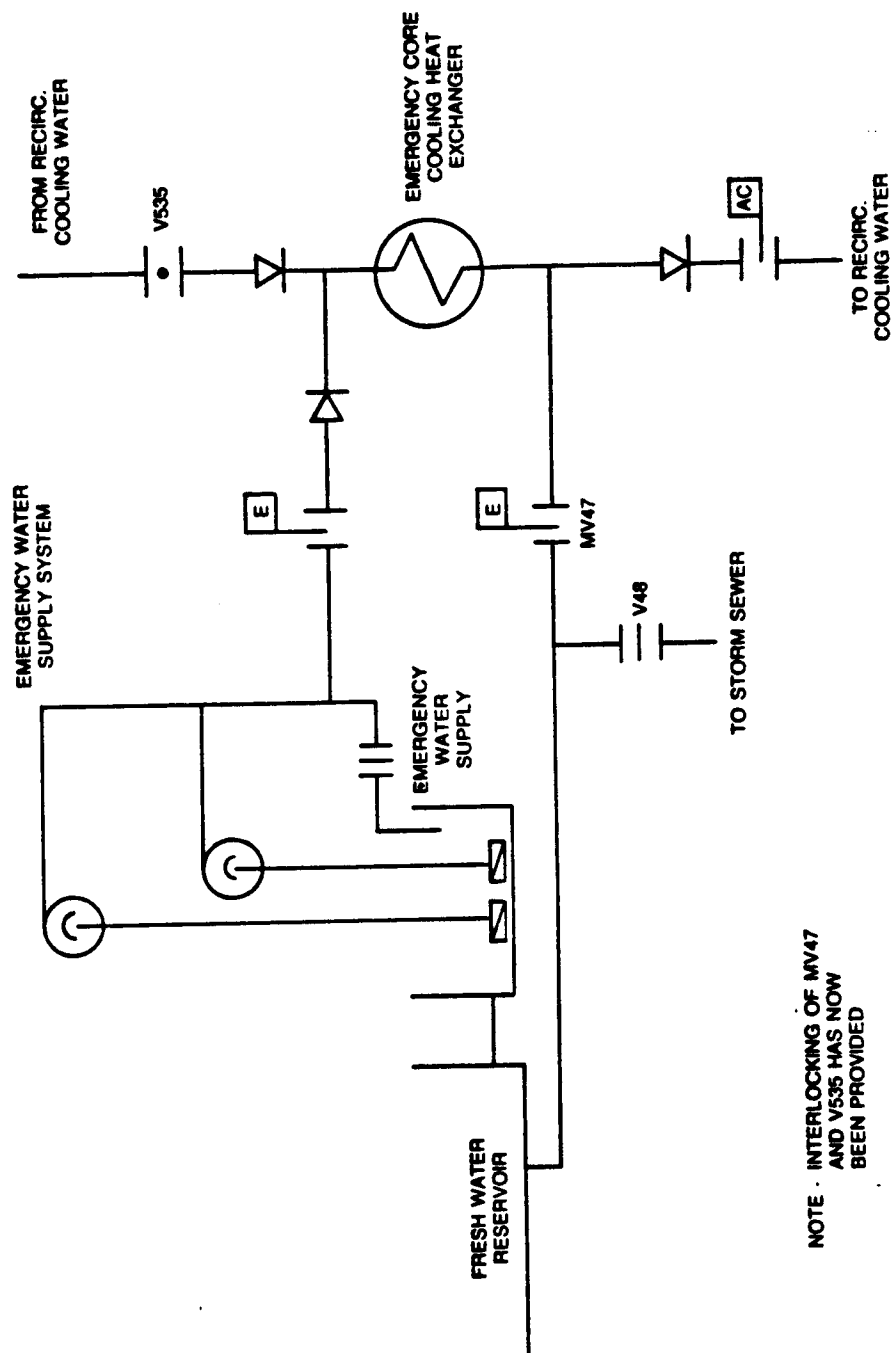 EMERGENCY WATER
SUPPLY SYSTEM
FROM RECIRC.
COOLING WATER
V535
E
EMERGENCY CORE
COOLING HEAT
EXCHANGER
EMERGENCY
WATER
SUPPLY
E
MV47
AC
FRESH WATER
RESERVOIR
V48
TO STORM SEWER
TO RECIRC.
COOLING WATER
NOTE - INTERLOCKING OF MV47
AND V535 HAS NOW
BEEN PROVIDED